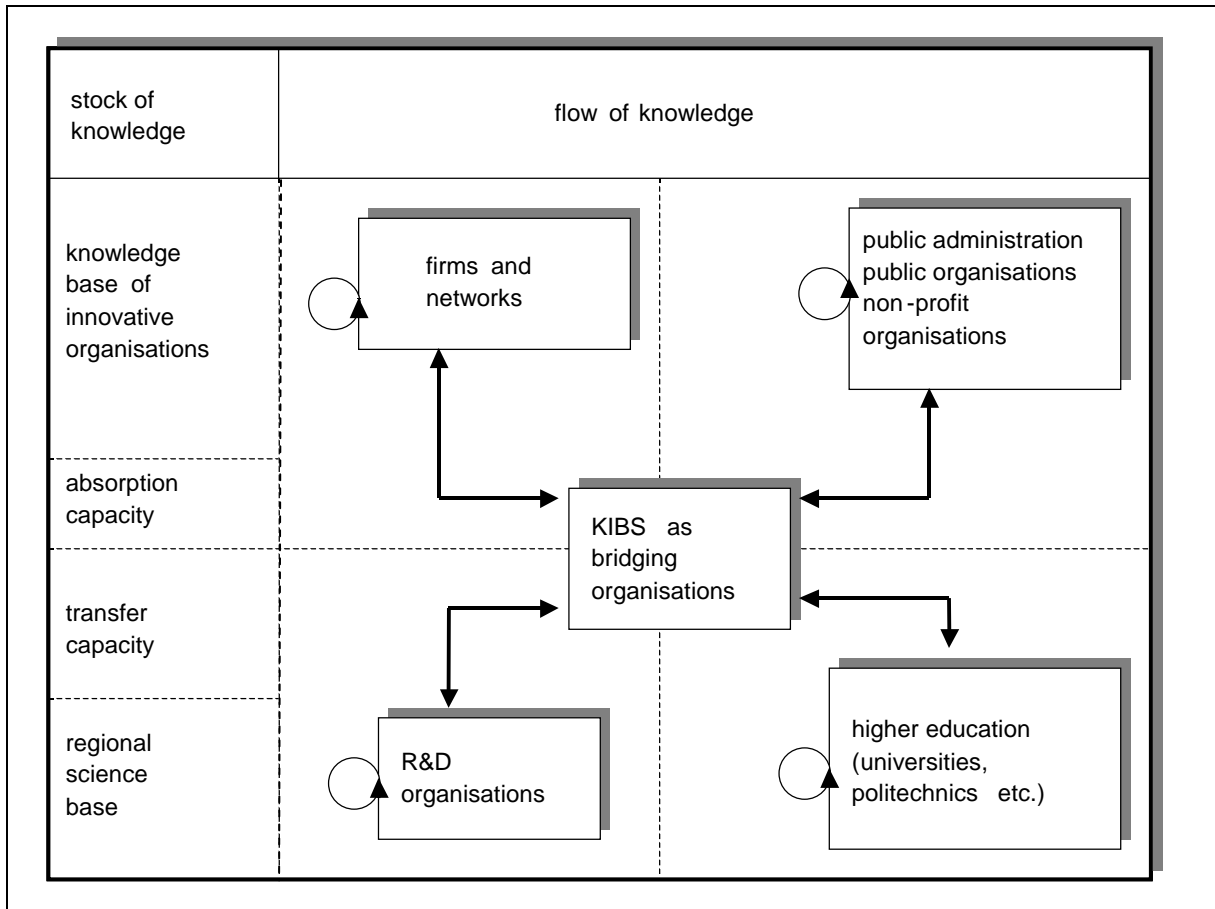 stock of
knowledge
flow of knowledge
knowledge
base of
innovative
organisations
firms and
networks
public administration
public organisations
non-profit
organisations
absorption
capacity
KIBS as
bridging
organisations
transfer
capacity
regional
science
base
R&D
organisations
higher education
(universities,
politechnics etc.)